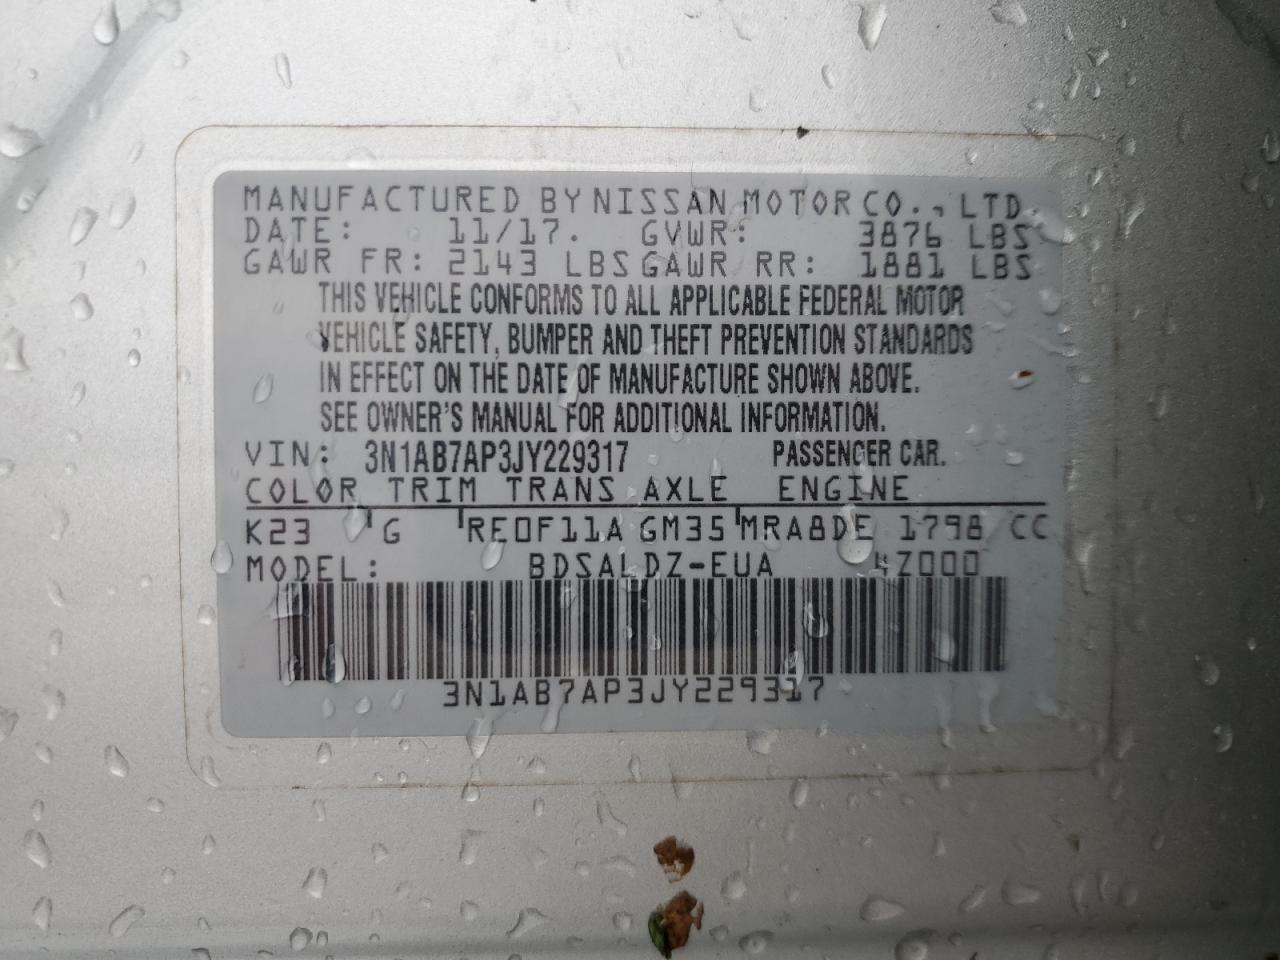 MANUFACTURED BY NISSAN MOTOR CO., LTD.
DATE: 11/17. GVWR: 3876 LBS
GAWR FR: 2143 LBS GAWR RR: 1881 LBS
THIS VEHICLE CONFORMS TO ALL APPLICABLE FEDERAL MOTOR
VEHICLE SAFETY, BUMPER AND THEFT PREVENTION STANDARDS
IN EFFECT ON THE DATE OF MANUFACTURE SHOWN ABOVE.
SEE OWNER'S MANUAL FOR ADDITIONAL INFORMATION.
VIN: 3N1AB7AP3JY229317 PASSENGER CAR.
COLOR TRIM TRANS AXLE ENGINE
K23 G RE0F11A GM35 MRA8DE 1798 CC
MODEL: BDSALDZ-EUA 4Z000
3N1AB7AP3JY229317